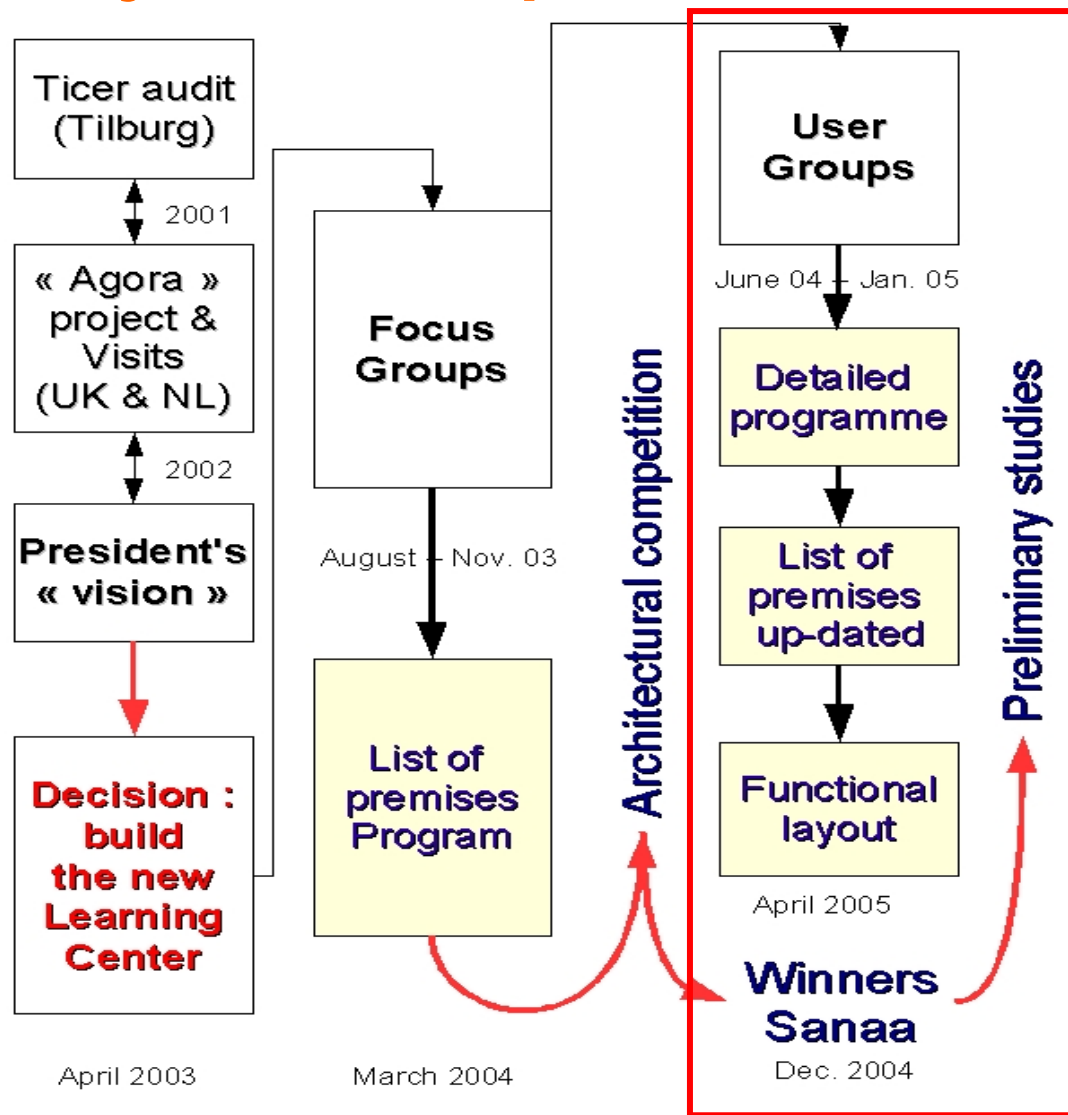 Ticer audit
(Tilburg)
2001
« Agora »
project &
Visits
(UK & NL)
2002
President's
« vision »
Decision :
build
the new
Learning
Center
April 2003
Focus
Groups
August – Nov. 03
List of
premises
Program
March 2004
Architectural competition
User
Groups
June 04 – Jan. 05
Detailed
programme
List of
premises
up-dated
Functional
layout
April 2005
Winners
Sanaa
Dec. 2004
Preliminary studies